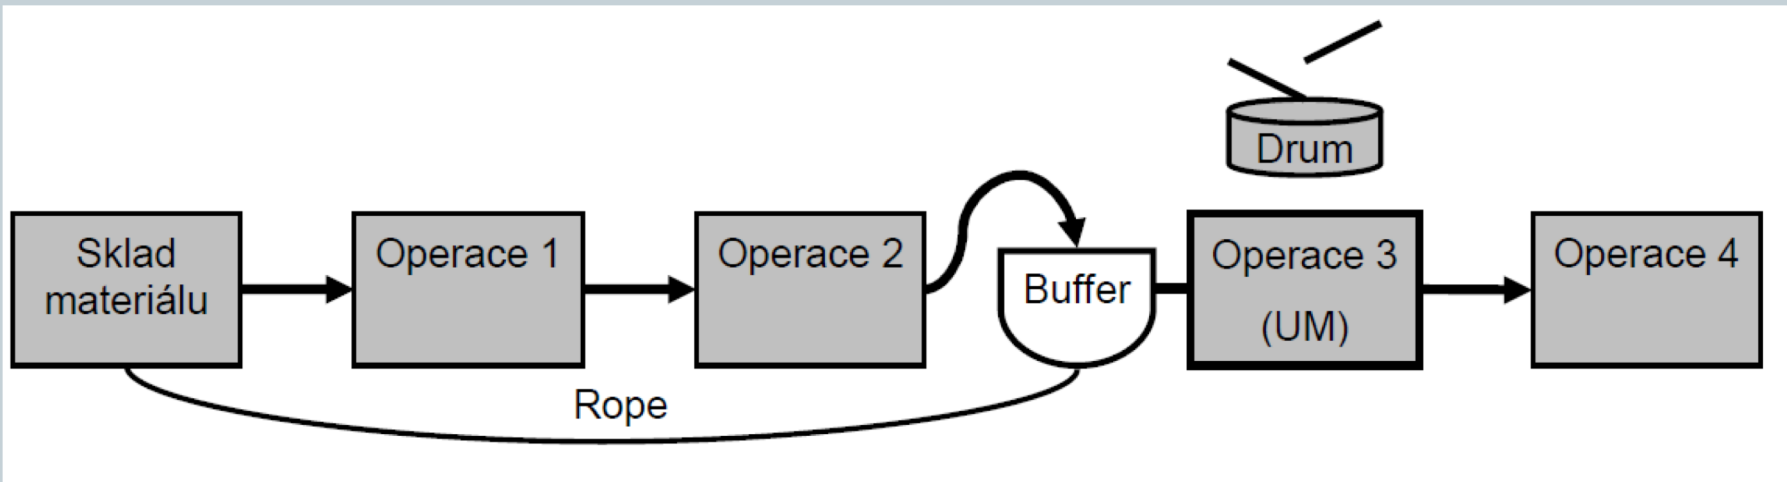 Drum
Sklad
materiálu
Operace 1
Operace 2
Buffer
Operace 3
(UM)
Operace 4
Rope